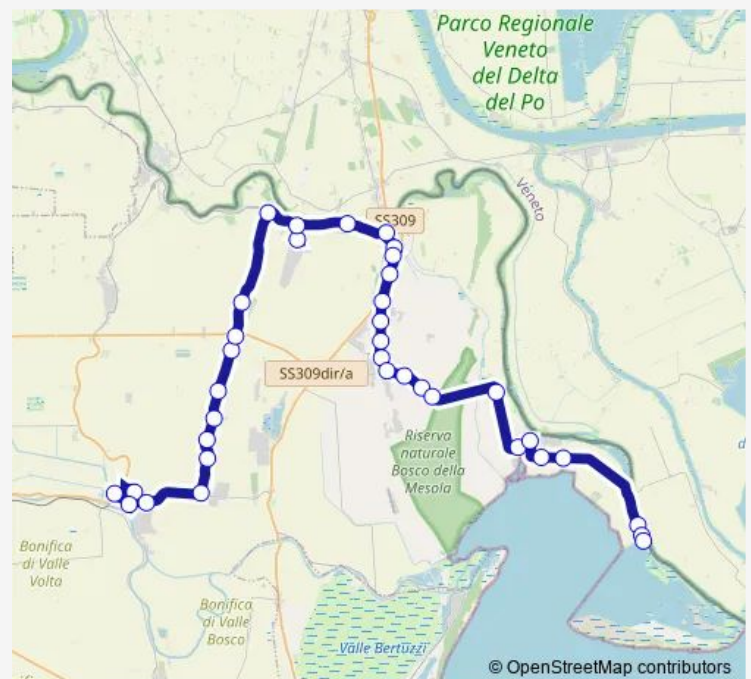 Parco Regionale
Veneto
del Delta
del Po
Veneto
SS309
SS309dir/a
Riserva
naturale
Bosco della
Mesola
Bonifica
di Valle
Volta
Bonifica
di Valle
Bosco
Valle Bertuzzi
d
© OpenStreetMap contributors